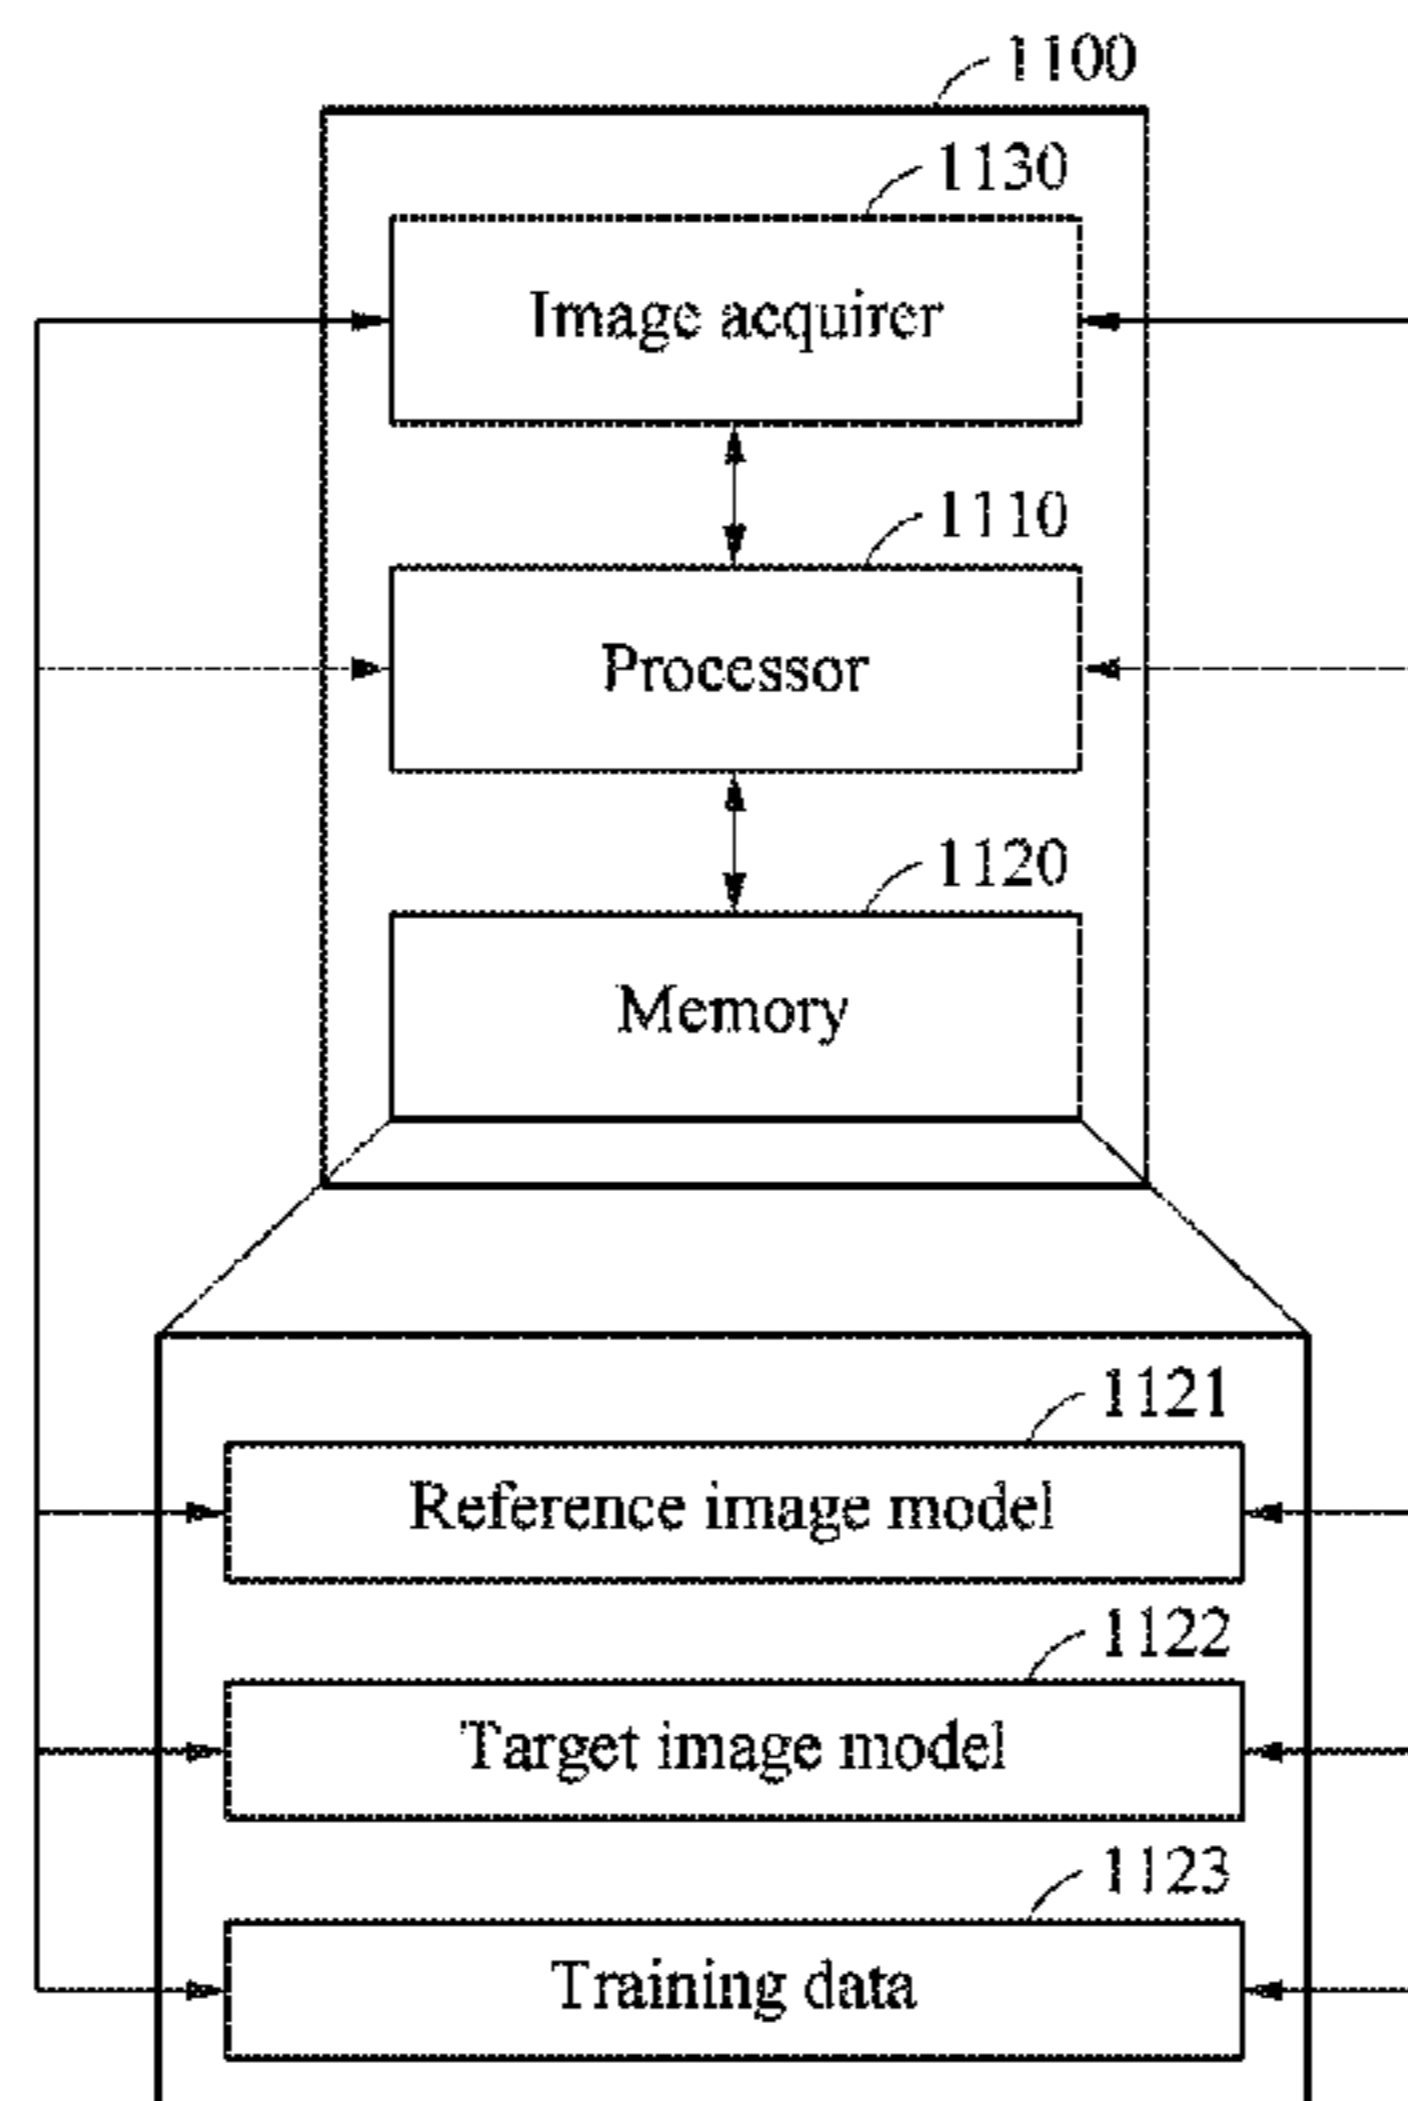 1100
1130
Image acquirer
1110
Processor
1120
Memory
1121
Reference image model
1122
Target image model
1123
Training data